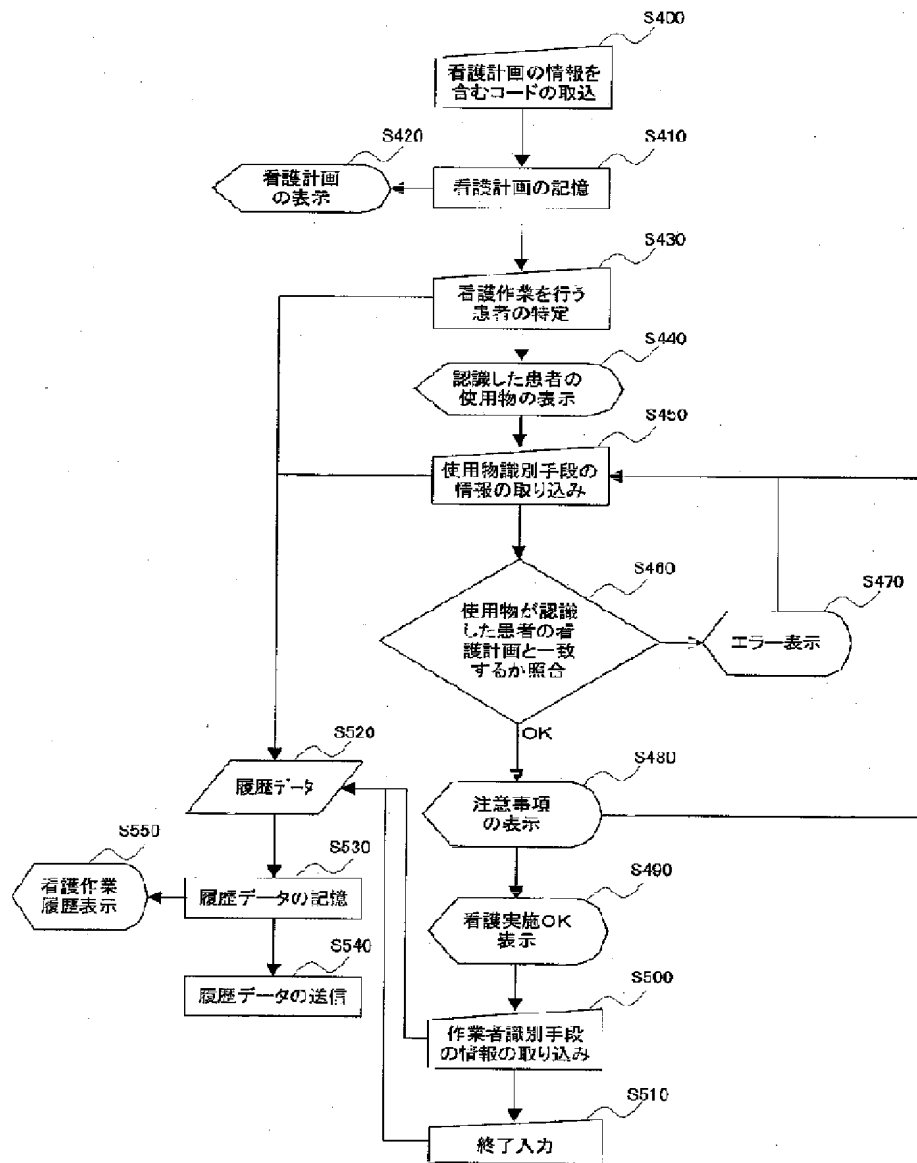 S400
看護計画の情報を
含むコードの取込
S410
看護計画の記憶
S420
看護計画
の表示
S430
看護作業を行う
患者の特定
S440
認識した患者の
使用物の表示
S450
使用物識別手段の
情報の取り込み
S460
使用物が認識
した患者の看
護計画と一致
するか照合
S470
エラー表示
OK
S480
注意事項
の表示
S490
看護実施OK
表示
S500
作業者識別手段
の情報の取り込み
S510
終了入力
S520
履歴データ
S530
履歴データの記憶
S540
履歴データの送信
S550
看護作業
履歴表示